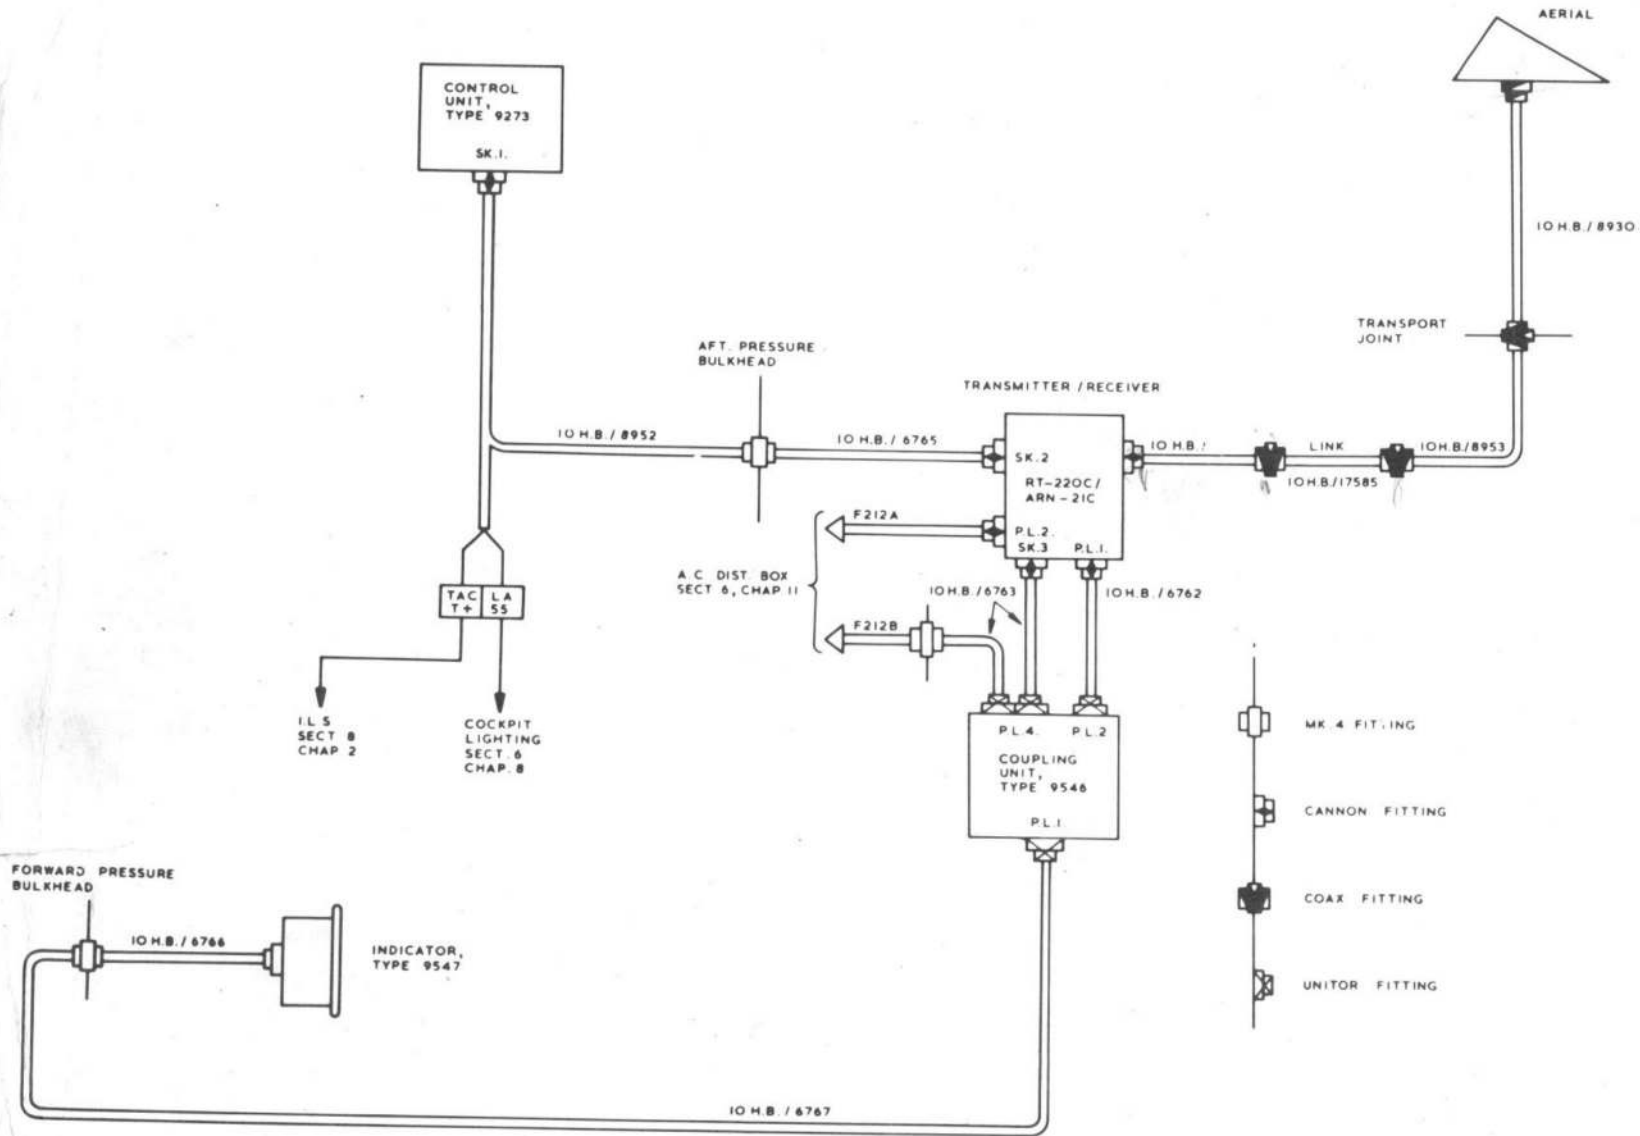 AERIAL
CONTROL
UNIT,
TYPE 9273
SK.1.
10 H.B./8930
TRANSPORT
JOINT
AFT. PRESSURE
BULKHEAD
TRANSMITTER / RECEIVER
10 H.B./ 8952
10 H.B./ 6765
SK.2
RT-220C/
ARN-21C
P.L.2.
SK.3 P.L.1.
10 H.B./
LINK
10 H.B./17585
10 H.B./8953
F212A
A.C. DIST. BOX
SECT 6, CHAP 11
F212B
10 H.B./6763
10 H.B./6762
TAC LA
T+ 55
I.L.S
SECT 8
CHAP 2
COCKPIT
LIGHTING
SECT. 6
CHAP. 8
P.L.4. P.L.2
COUPLING
UNIT,
TYPE 9546
P.L.1.
MK.4 FITTING
CANNON FITTING
COAX FITTING
UNITOR FITTING
FORWARD PRESSURE
BULKHEAD
10 H.B./ 6766
INDICATOR,
TYPE 9547
10 H.B./ 6767